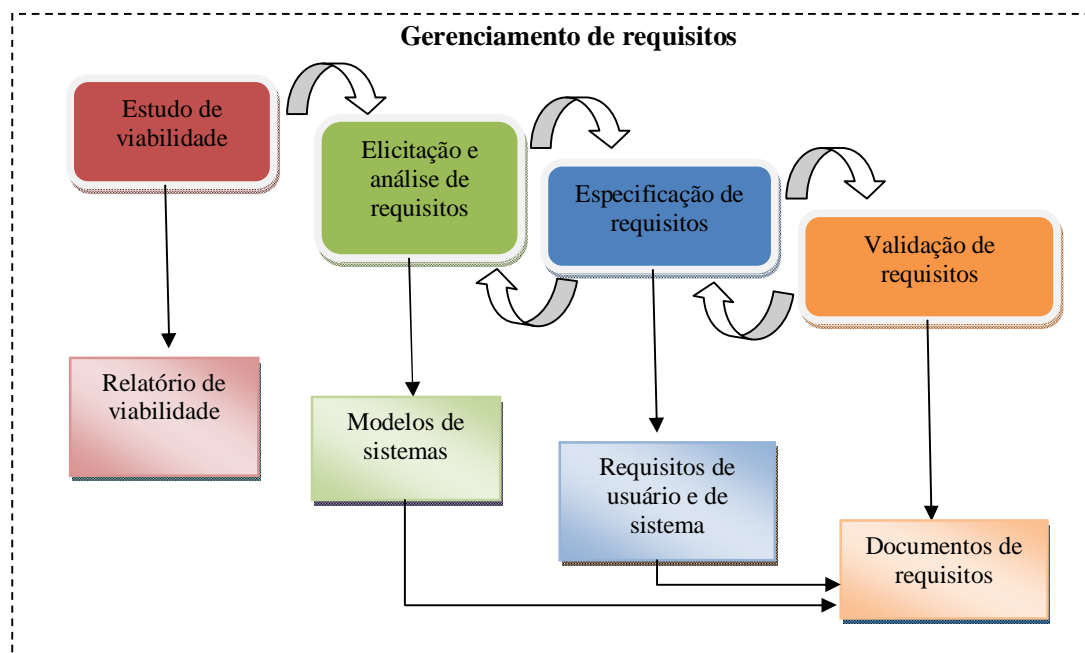 Gerenciamento de requisitos
Estudo de
viabilidade
Elicitação e
análise de
requisitos
Especificação de
requisitos
Validação de
requisitos
Relatório de
viabilidade
Modelos de
sistemas
Requisitos de
usuário e de
sistema
Documentos de
requisitos